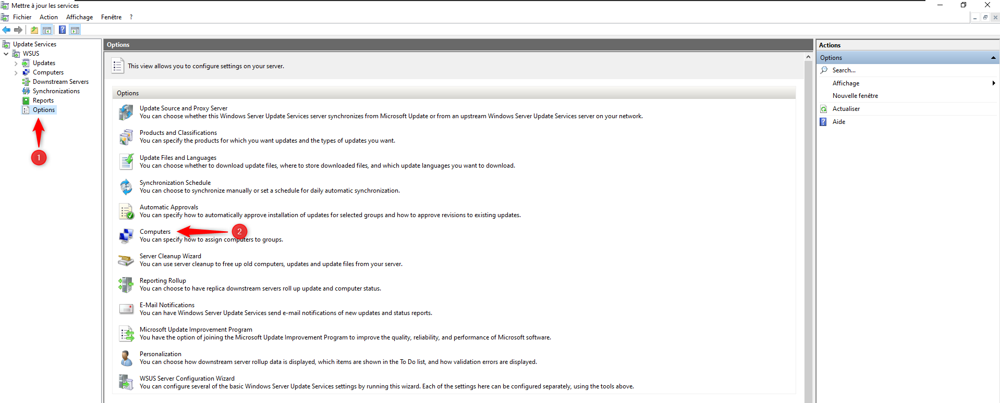 Mettre à jour les services
Fichier Action Affichage Fenêtre ?
Update Services
WSUS
Updates
Computers
Downstream Servers
Synchronizations
Reports
Options
1
Options
This view allows you to configure settings on your server.
Options
Update Source and Proxy Server
You can choose whether this Windows Server Update Services server synchronizes from Microsoft Update or from an upstream Windows Server Update Services server on your network.
Products and Classifications
You can specify the products for which you want updates and the types of updates you want.
Update Files and Languages
You can choose whether to download update files, where to store downloaded files, and which update languages you want to download.
Synchronization Schedule
You can choose to synchronize manually or set a schedule for daily automatic synchronization.
Automatic Approvals
You can specify how to automatically approve installation of updates for selected groups and how to approve revisions to existing updates.
Computers
2
You can specify how to assign computers to groups.
Server Cleanup Wizard
You can use server cleanup to free up old computers, updates and update files from your server.
Reporting Rollup
You can choose to have replica downstream servers roll up update and computer status.
E-Mail Notifications
You can have Windows Server Update Services send e-mail notifications of new updates and status reports.
Microsoft Update Improvement Program
You have the option of joining the Microsoft Update Improvement Program to improve the quality, reliability, and performance of Microsoft software.
Personalization
You can choose how downstream server rollup data is displayed, which items are shown in the To Do list, and how validation errors are displayed.
WSUS Server Configuration Wizard
You can configure several of the basic Windows Server Update Services settings by running this wizard. Each of the settings here can be configured separately, using the tools above.
Actions
Options
Search...
Affichage
Nouvelle fenêtre
Actualiser
Aide